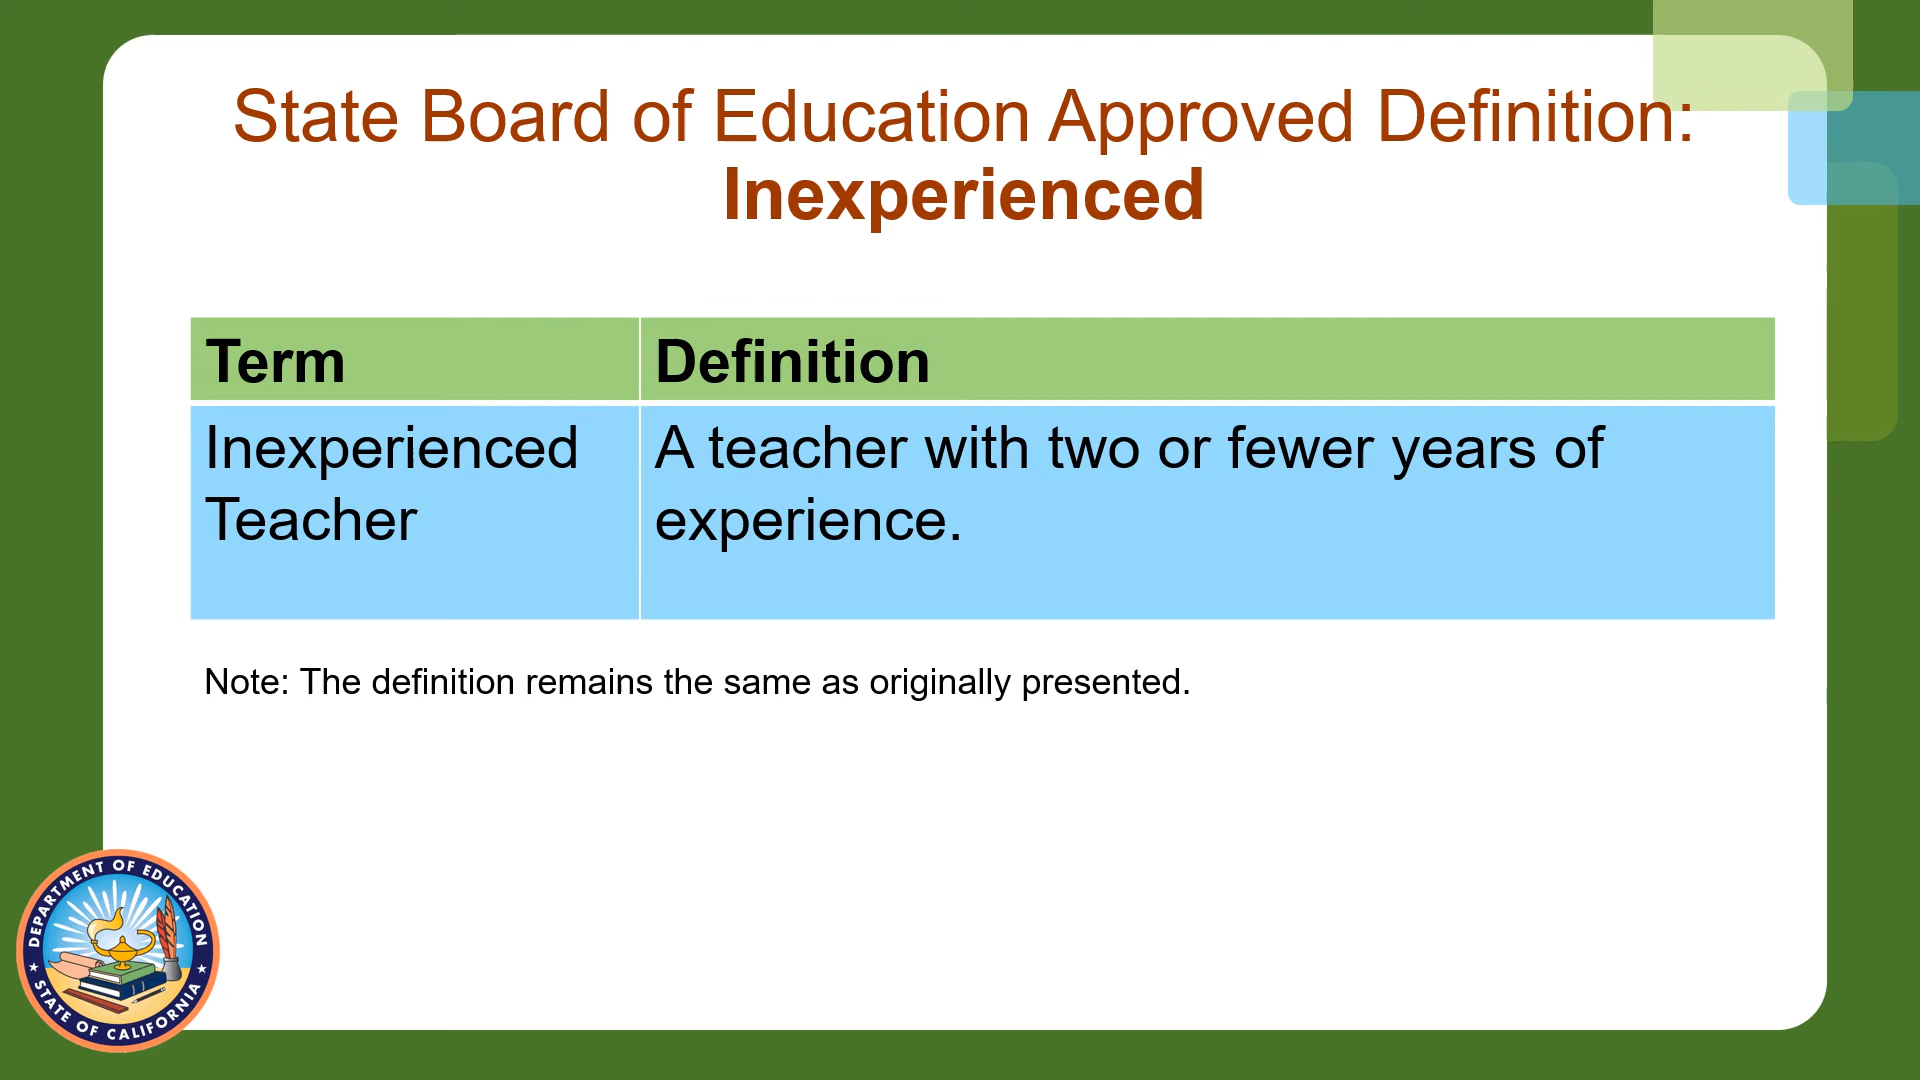 State Board of Education Approved Definition:
Inexperienced
Term
Definition
Inexperienced
Teacher
A teacher with two or fewer years of
experience.
Note: The definition remains the same as originally presented.
DEPARTMENT OF EDUCATION
STATE OF CALIFORNIA